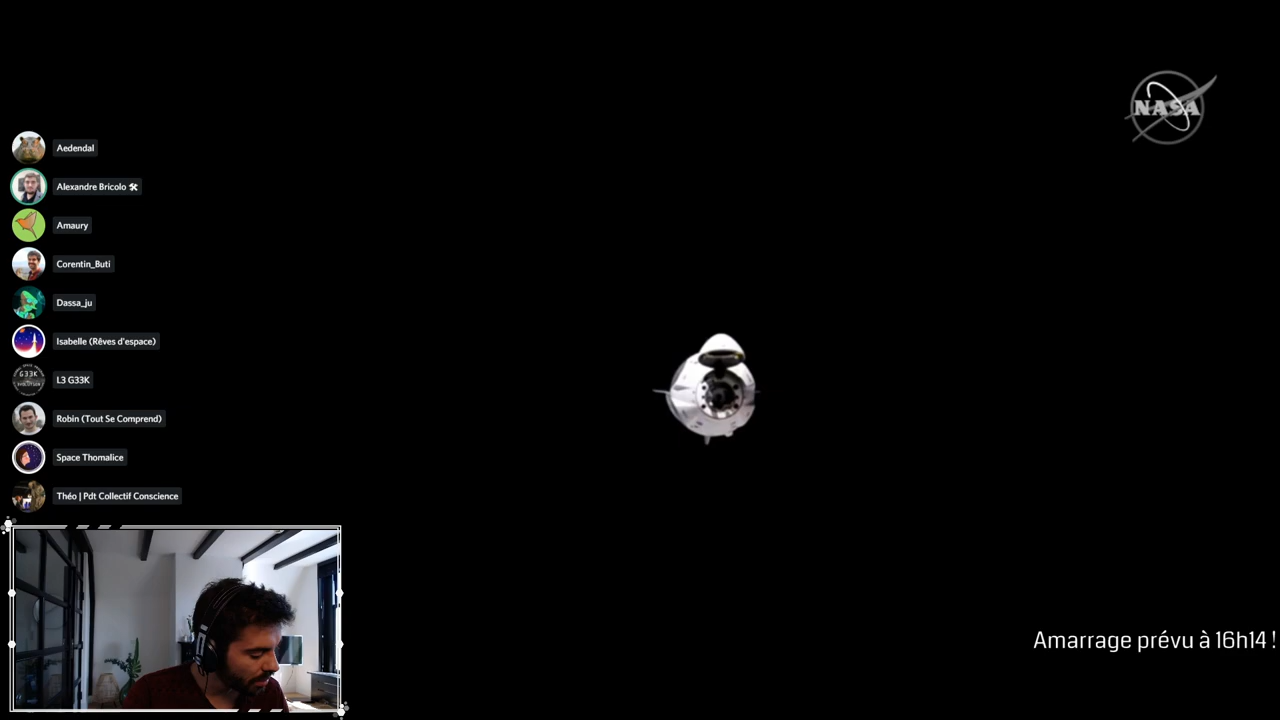 NASA
Aedendal
Alexandre Bricolo 🛠
Amaury
Corentin_Buti
Dassa_ju
Isabelle (Rêves d'espace)
L3 G33K
G33K
Robin (Tout Se Comprend)
Space Thomalice
Théo | Pdt Collectif Conscience
Amarrage prévu à 16h14 !